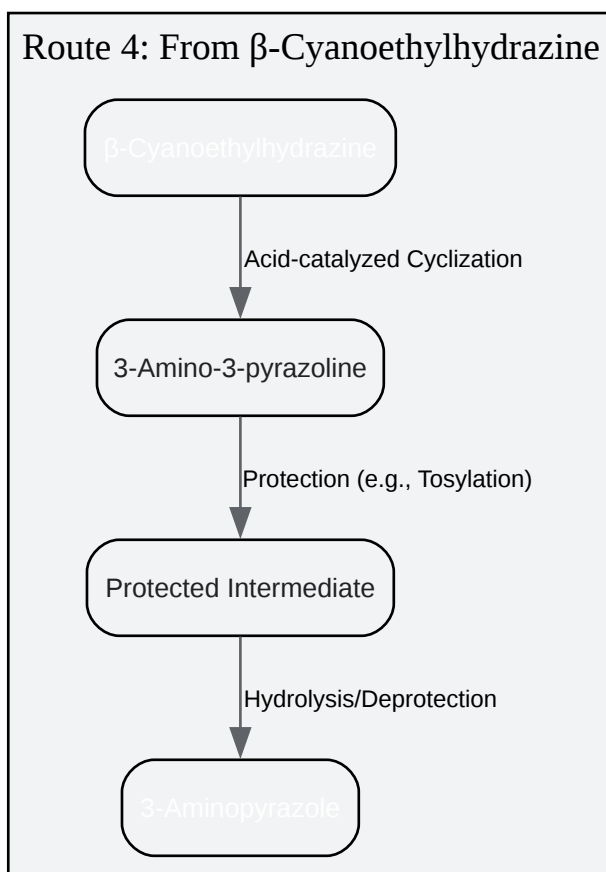 Route 4: From β-Cyanoethylhydrazine
β-Cyanoethylhydrazine
Acid-catalyzed Cyclization
3-Amino-3-pyrazoline
Protection (e.g., Tosylation)
Protected Intermediate
Hydrolysis/Deprotection
3-Aminopyrazole